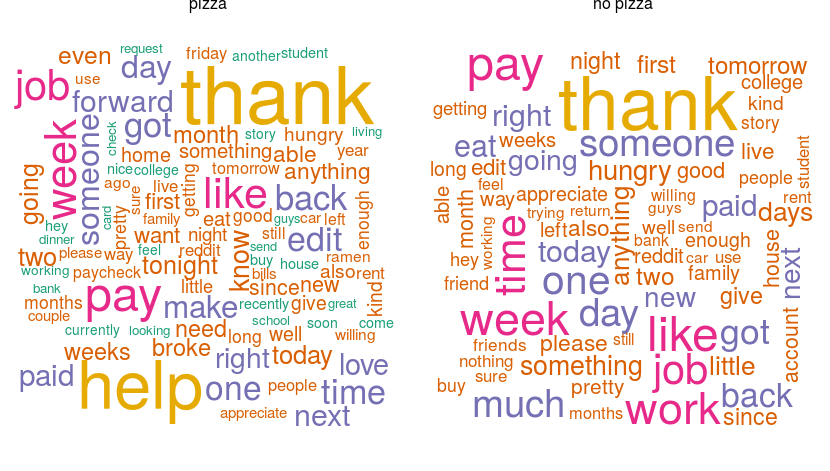 pizza
no pizza
even
request
friday
anotherstudent
job
use
day
thank
forward
got
week
someone
check
month
story
hungry
living
home
something
able
year
nice
college
tomorrow
anything
going
ago
sure
live
first
getting
like
back
card
pretty
family
eat
good
guys
car
left
enough
hey
dinner
want
night
still
edit
two
please
way
feel
reddit
know
send
buy
house
ramen
working
paycheck
tonight
bills
also
rent
bank
little
since
new
kind
months
pay
make
recently
give
great
couple
currently
looking
need
school
soon
come
long
well
willing
weeks
broke
right
today
love
paid
help
one
people
time
appreciate
next
pay
night
first
tomorrow
college
getting
right
thank
kind
story
eat
weeks
someone
live
student
long
edit
going
hungry
good
people
feel
way
appreciate
willing
rent
able
month
trying
return
guys
paid
days
anything
left
also
well
send
working
time
today
bank
enough
house
hey
reddit
car
use
next
friend
one
two
family
new
give
week
day
account
friends
please
still
like
got
nothing
sure
something
job
little
buy
pretty
much
months
work
back
since